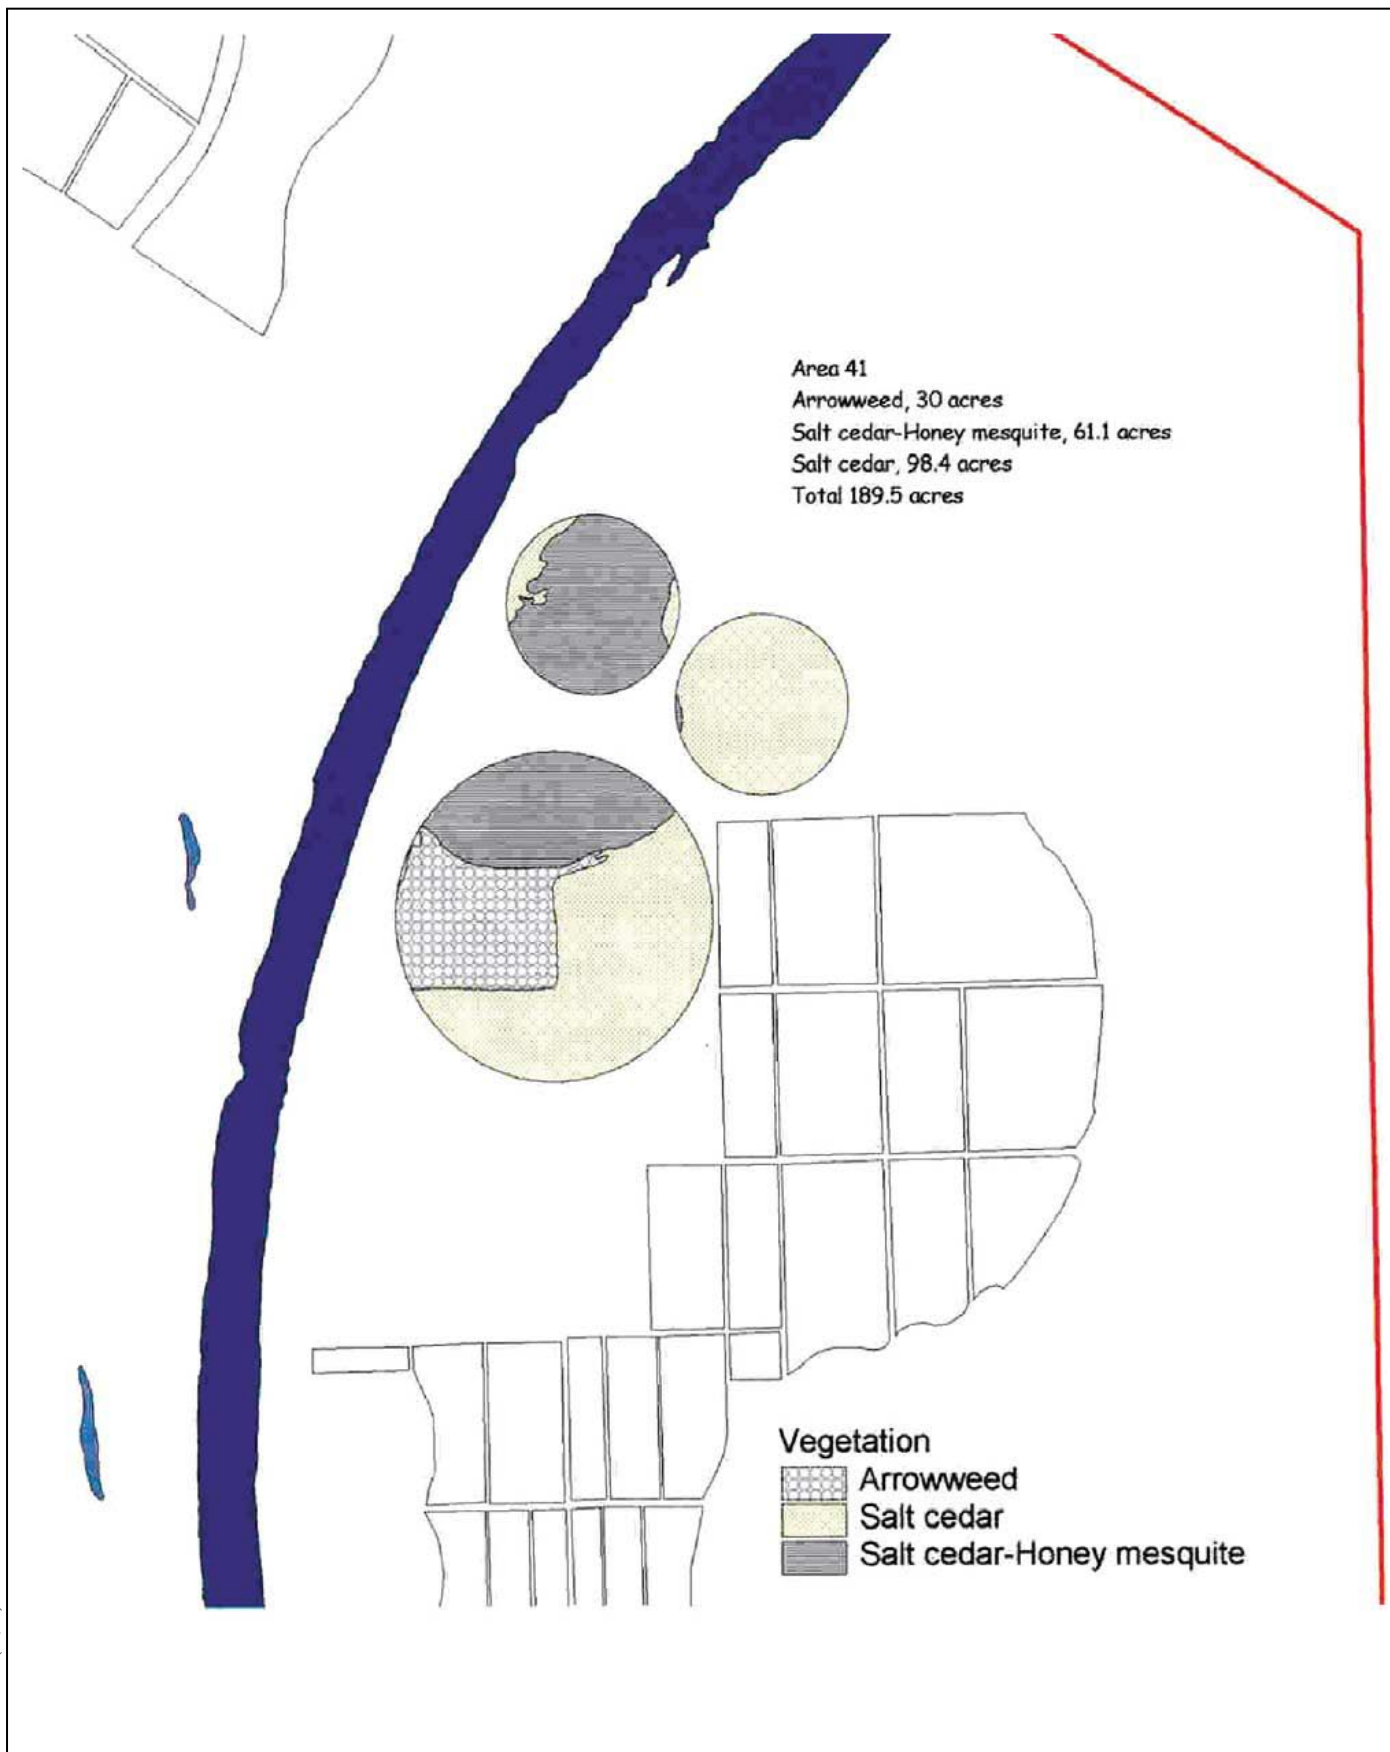 Area 41
Arrowweed, 30 acres
Salt cedar-Honey mesquite, 61.1 acres
Salt cedar, 98.4 acres
Total 189.5 acres
Vegetation
Arrowweed
Salt cedar
Salt cedar-Honey mesquite